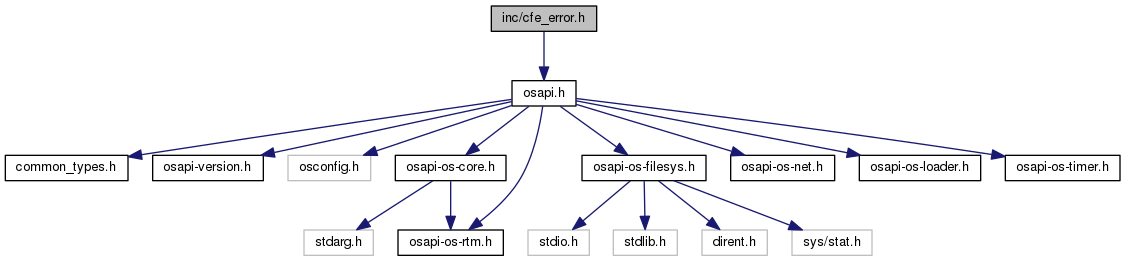 inc/cfe_error.h
osapi.h
common_types.h
osapi-version.h
osconfig.h
osapi-os-core.h
osapi-os-filesys.h
osapi-os-net.h
osapi-os-loader.h
osapi-os-timer.h
stdarg.h
osapi-os-rtm.h
stdio.h
stdlib.h
dirent.h
sys/stat.h